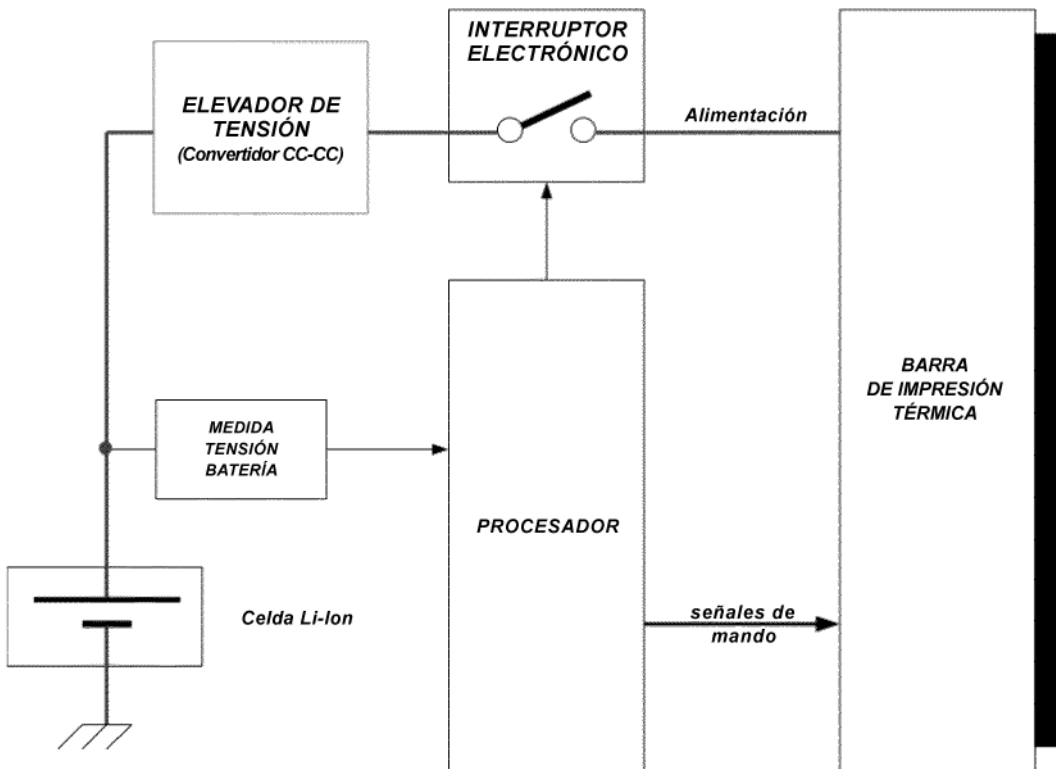 INTERRUPTOR
ELECTRÓNICO
ELEVADOR DE
TENSIÓN
(Convertidor CC-CC)
Alimentación
BARRA
DE IMPRESIÓN
TÉRMICA
MEDIDA
TENSIÓN
BATERÍA
PROCESADOR
Celda Li-Ion
señales de
mando